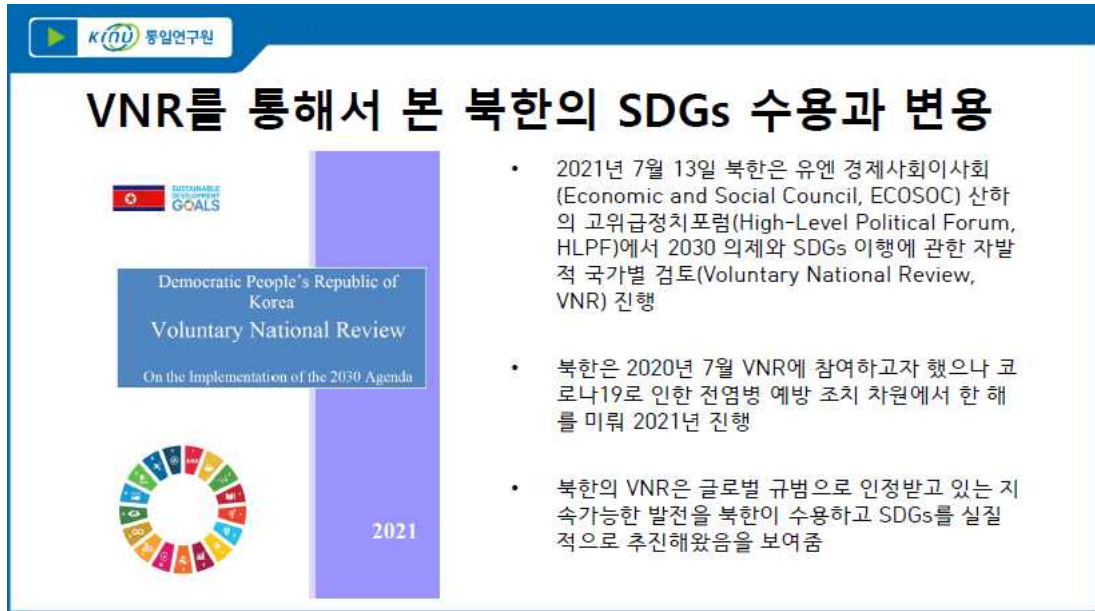 KINU 통일연구원
VNR를 통해서 본 북한의 SDGs 수용과 변용
SUSTAINABLE
DEVELOPMENT
GOALS
Democratic People's Republic of
Korea
Voluntary National Review
On the Implementation of the 2030 Agenda
2021
• 2021년 7월 13일 북한은 유엔 경제사회이사회
(Economic and Social Council, ECOSOC) 산하
의 고위급정치포럼(High-Level Political Forum,
HLPF)에서 2030 의제와 SDGs 이행에 관한 자발
적 국가별 검토(Voluntary National Review,
VNR) 진행
• 북한은 2020년 7월 VNR에 참여하고자 했으나 코
로나19로 인한 전염병 예방 조치 차원에서 한 해
를 미뤄 2021년 진행
• 북한의 VNR은 글로벌 규범으로 인정받고 있는 지
속가능한 발전을 북한이 수용하고 SDGs를 실질
적으로 추진해왔음을 보여줌